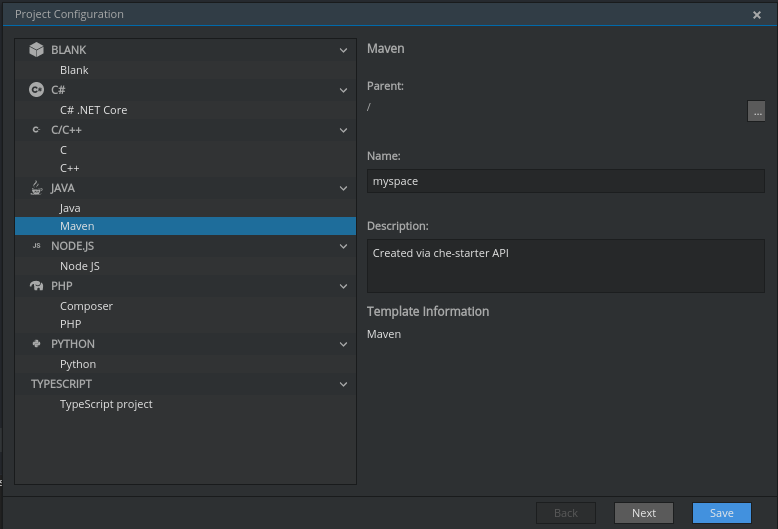 Project Configuration
BLANK
Blank
C#
C# .NET Core
C/C++
C
C++
JAVA
Java
Maven
JS NODE.JS
Node JS
PHP
Composer
PHP
PYTHON
Python
TYPESCRIPT
TypeScript project
Maven
Parent:
/
...
Name:
myspace
Description:
Created via che-starter API
Template Information
Maven
Back
Next
Save